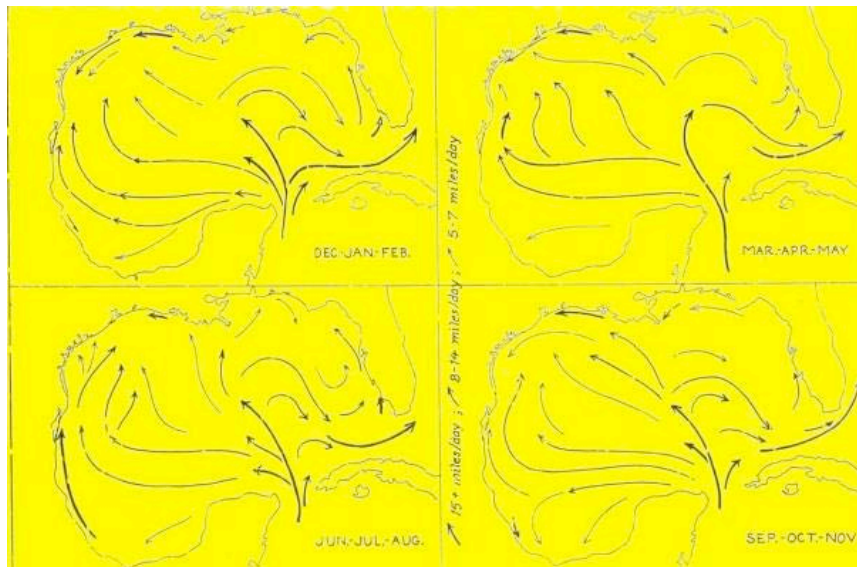 DEC-JAN-FEB.
MAR.-APR-MAY
15+ miles/day ; 8-14 miles/day ; 5-7 miles/day
JUN.-JUL.-AUG.
SEP.-OCT.-NOV